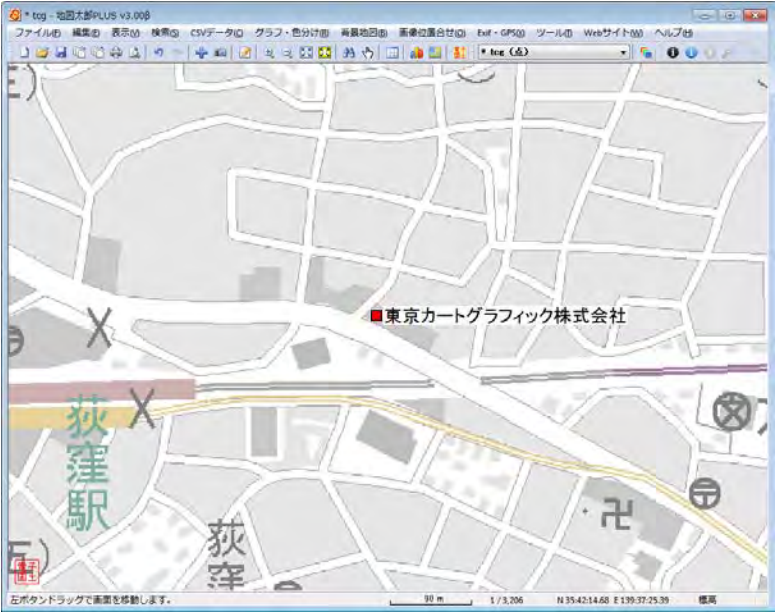 * tcg - 地図太郎PLUS v3.00β
ファイル(F) 編集(E) 表示(V) 検索(S) CSVデータ(C) グラフ・色分け(R) 背景地図(B) 画像位置合せ(O) Exif・GPS(X) ツール(T) Webサイト(W) ヘルプ(H)
* tcg (点)
東京カートグラフィック株式会社
荻窪駅
荻窪
五)
左ボタンドラッグで画面を移動します。 90 m 1 / 3,206 N 35:42:14.68 E 139:37:25.39 標高